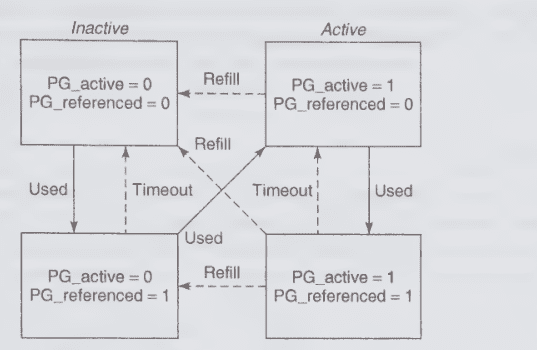 Inactive
Active
PG_active = 0
PG_referenced = 0
Refill
PG_active = 1
PG_referenced = 0
Refill
Used
Timeout
Timeout
Used
Used
PG_active = 0
PG_referenced = 1
Refill
PG_active = 1
PG_referenced = 1